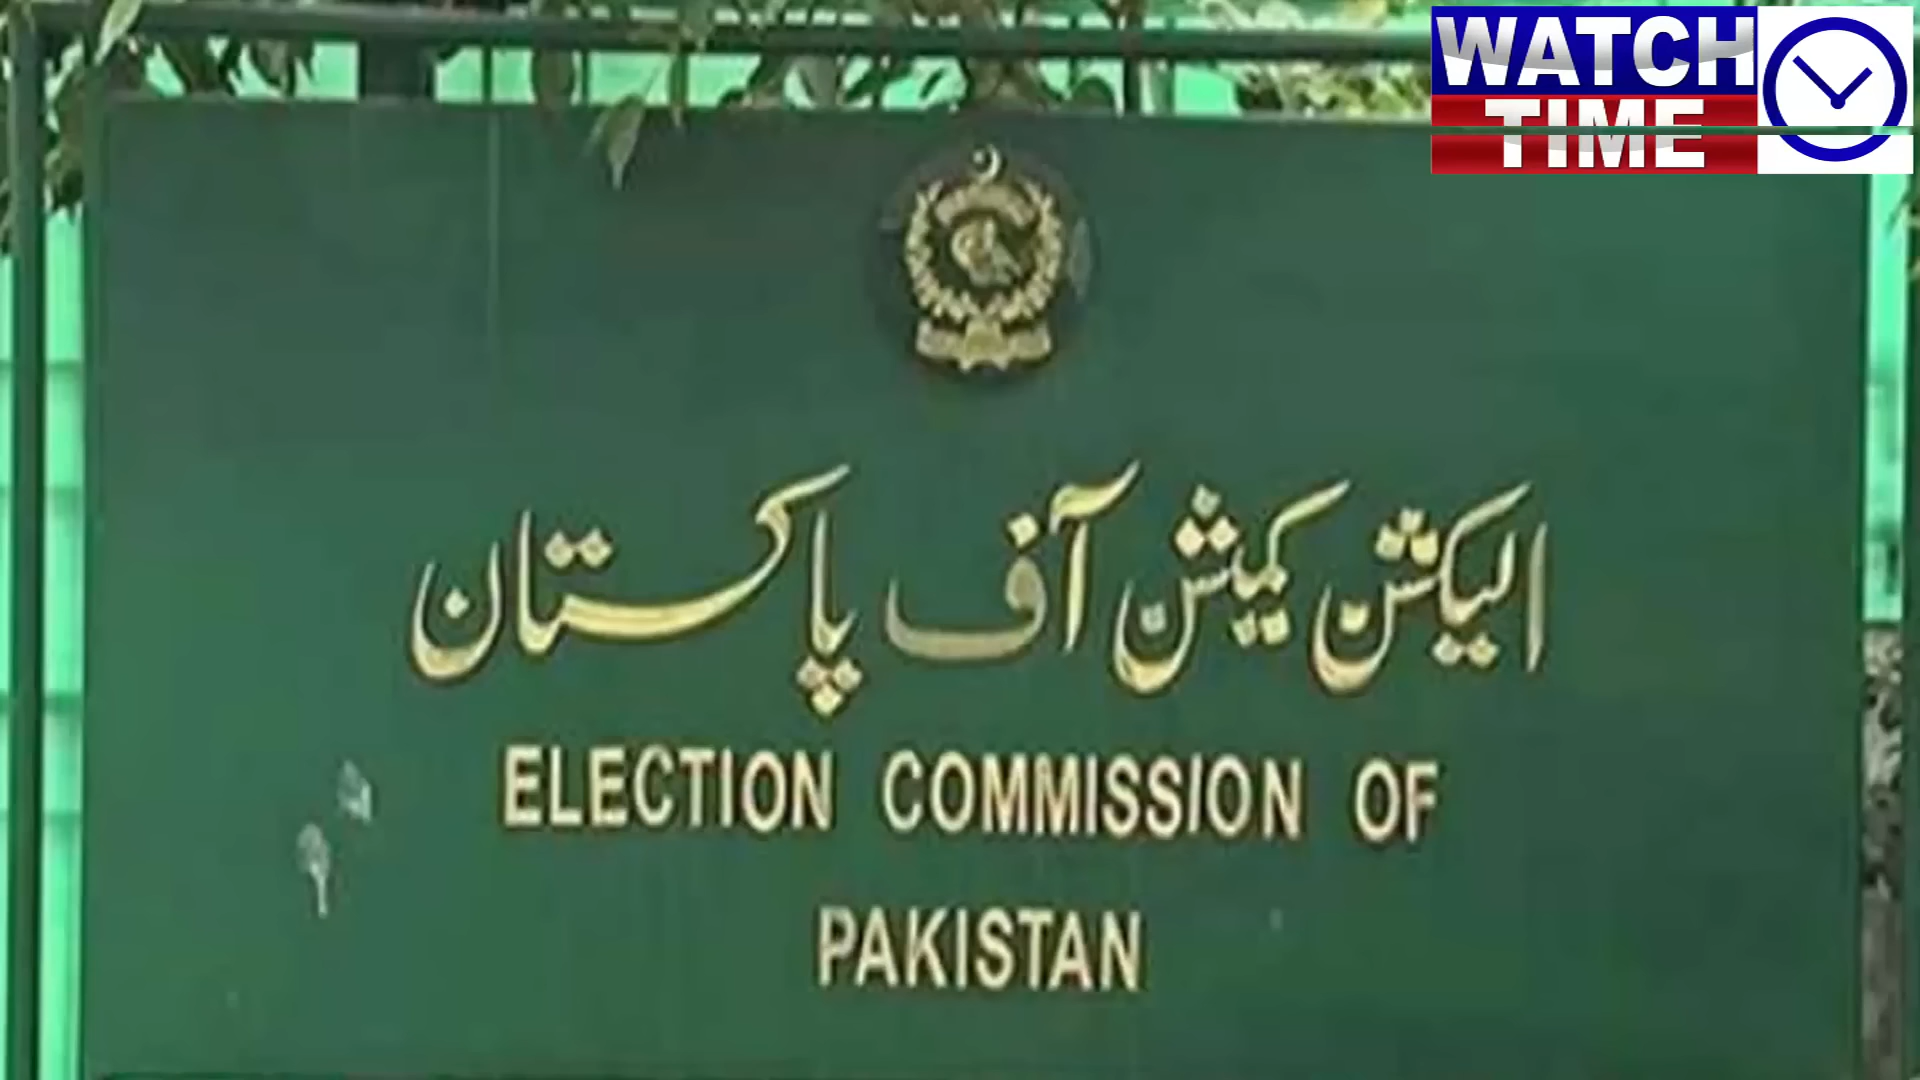 WATCH
TIME
الیکشن کمیشن آف پاکستان
ELECTION COMMISSION OF
PAKISTAN